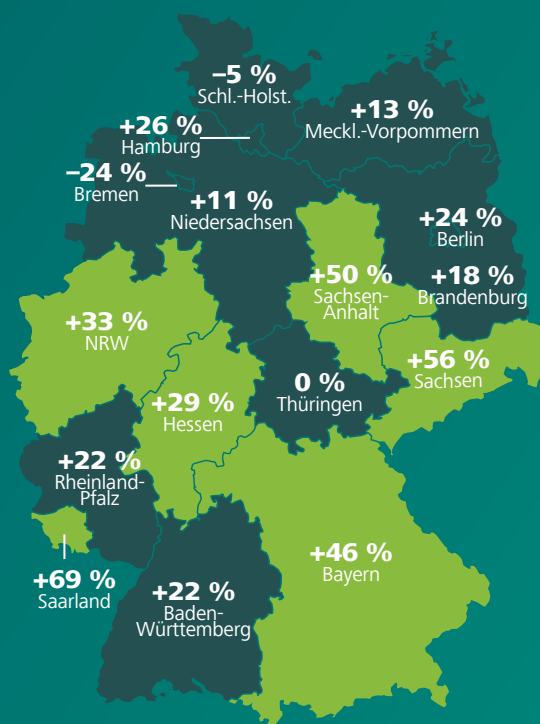 –5 %
Schl.-Holst.
+13 %
Meckl.-Vorpommern
+26 %
Hamburg
–24 %
Bremen
+11 %
Niedersachsen
+24 %
Berlin
+50 %
Sachsen-
Anhalt
+18 %
Brandenburg
+33 %
NRW
+56 %
Sachsen
0 %
Thüringen
+29 %
Hessen
+22 %
Rheinland-
Pfalz
+69 %
Saarland
+46 %
Bayern
+22 %
Baden-
Württemberg